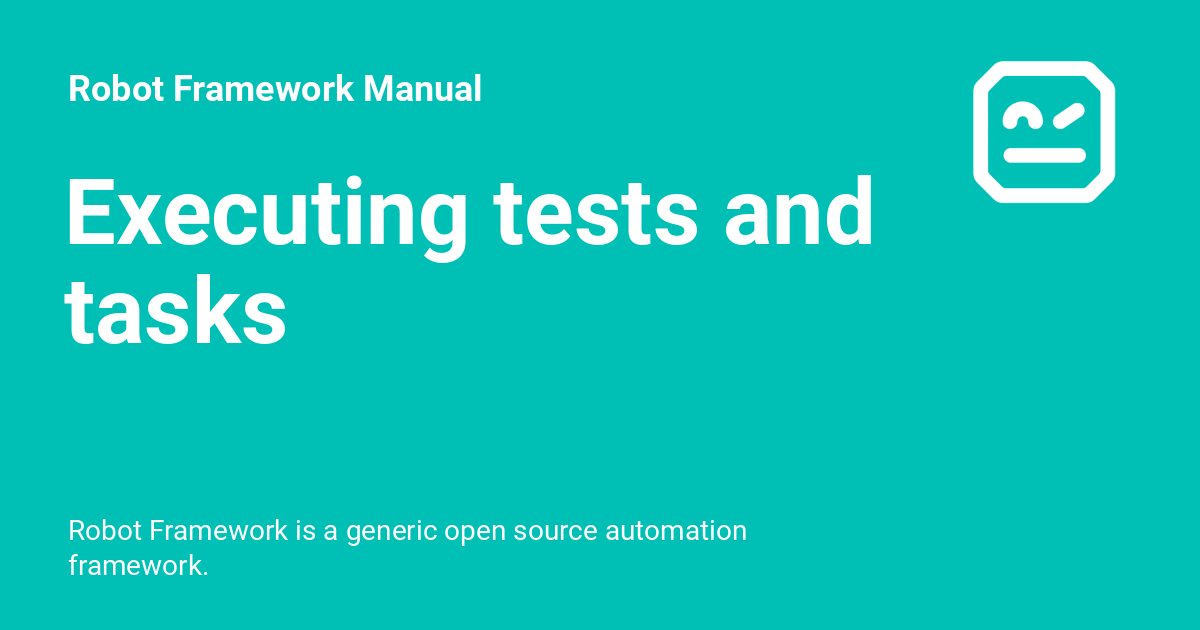 Robot Framework Manual
Executing tests and
tasks
Robot Framework is a generic open source automation
framework.